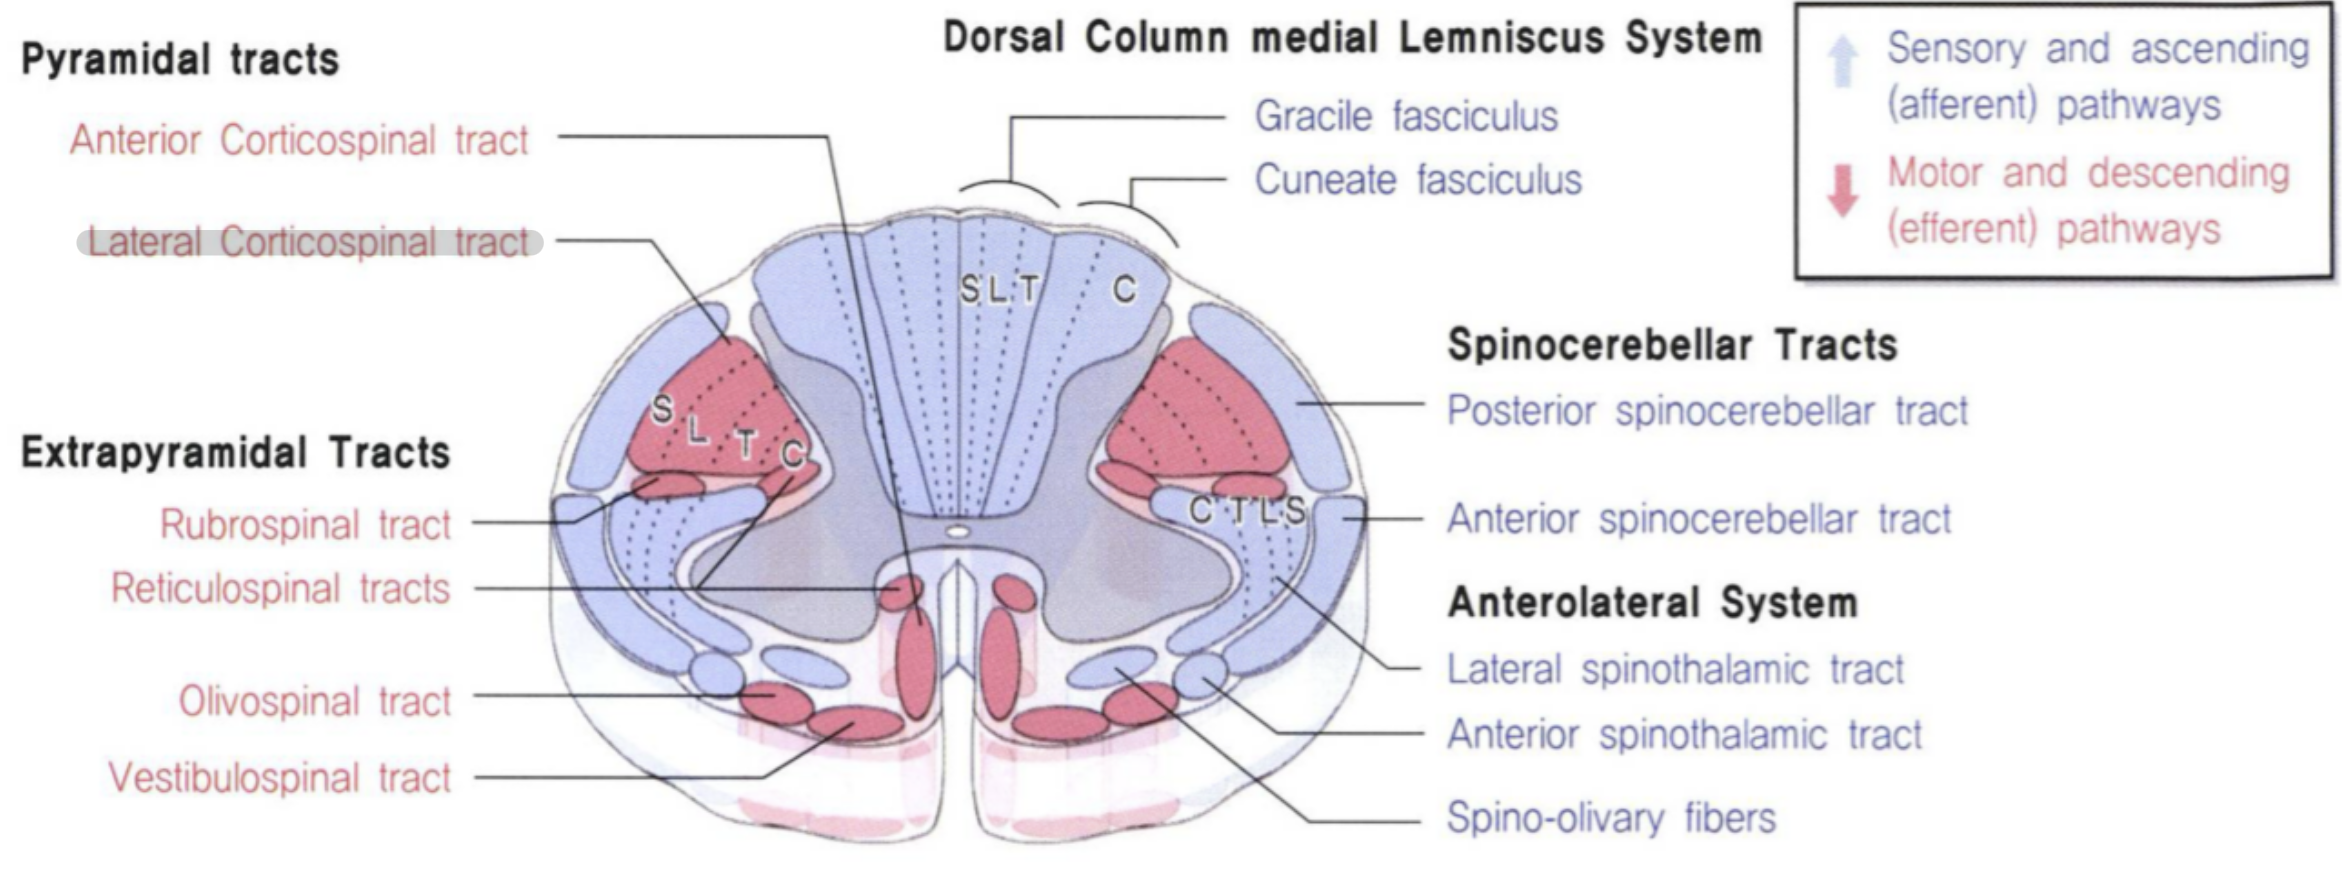 Pyramidal tracts
Anterior Corticospinal tract
Lateral Corticospinal tract
Extrapyramidal Tracts
Rubrospinal tract
Reticulospinal tracts
Olivospinal tract
Vestibulospinal tract
Dorsal Column medial Lemniscus System
Gracile fasciculus
Cuneate fasciculus
S L T C
S L T C
C T L S
Sensory and ascending
(afferent) pathways
Motor and descending
(efferent) pathways
Spinocerebellar Tracts
Posterior spinocerebellar tract
Anterior spinocerebellar tract
Anterolateral System
Lateral spinothalamic tract
Anterior spinothalamic tract
Spino-olivary fibers